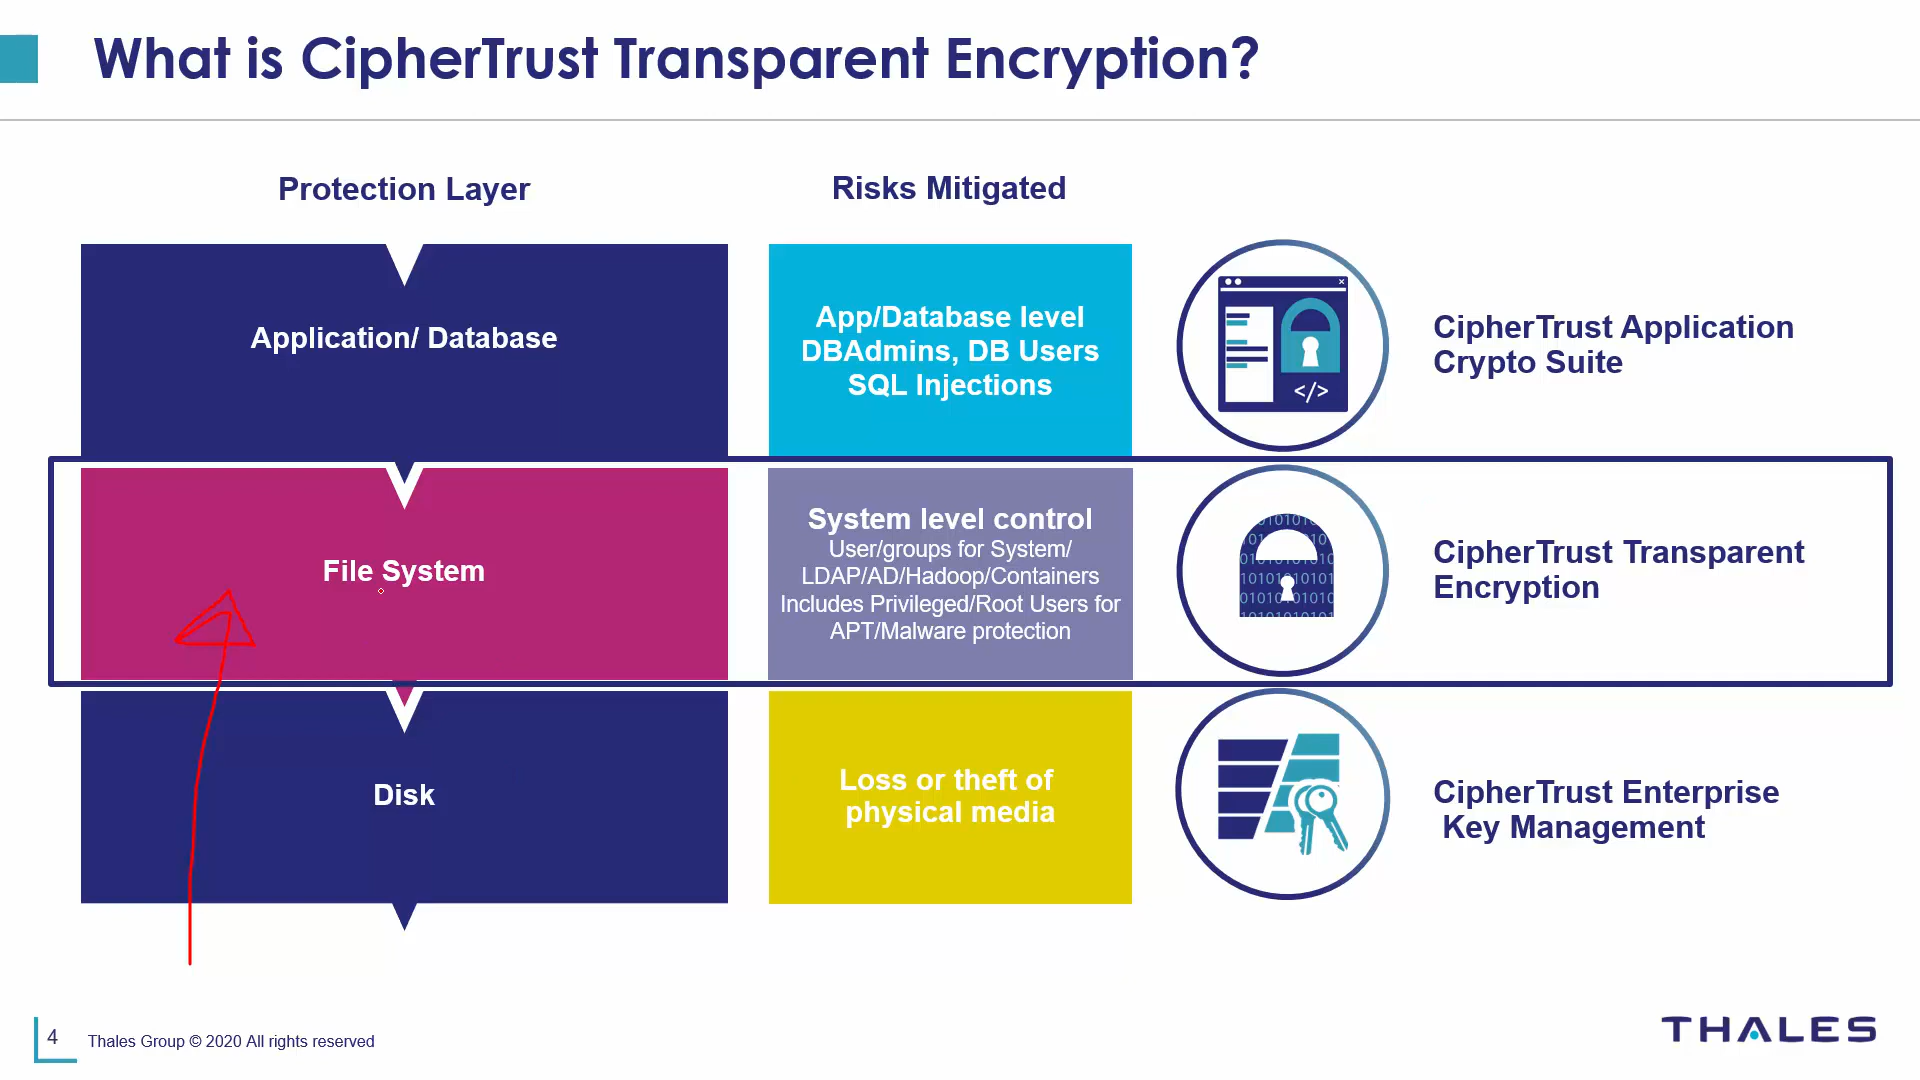 What is CipherTrust Transparent Encryption?
Protection Layer
Risks Mitigated
Application/ Database
App/Database level
DBAdmins, DB Users
SQL Injections
</>
CipherTrust Application
Crypto Suite
File System
System level control
User/groups for System/
LDAP/AD/Hadoop/Containers
Includes Privileged/Root Users for
APT/Malware protection
CipherTrust Transparent
Encryption
Disk
Loss or theft of
physical media
CipherTrust Enterprise
Key Management
4
Thales Group © 2020 All rights reserved
THALES